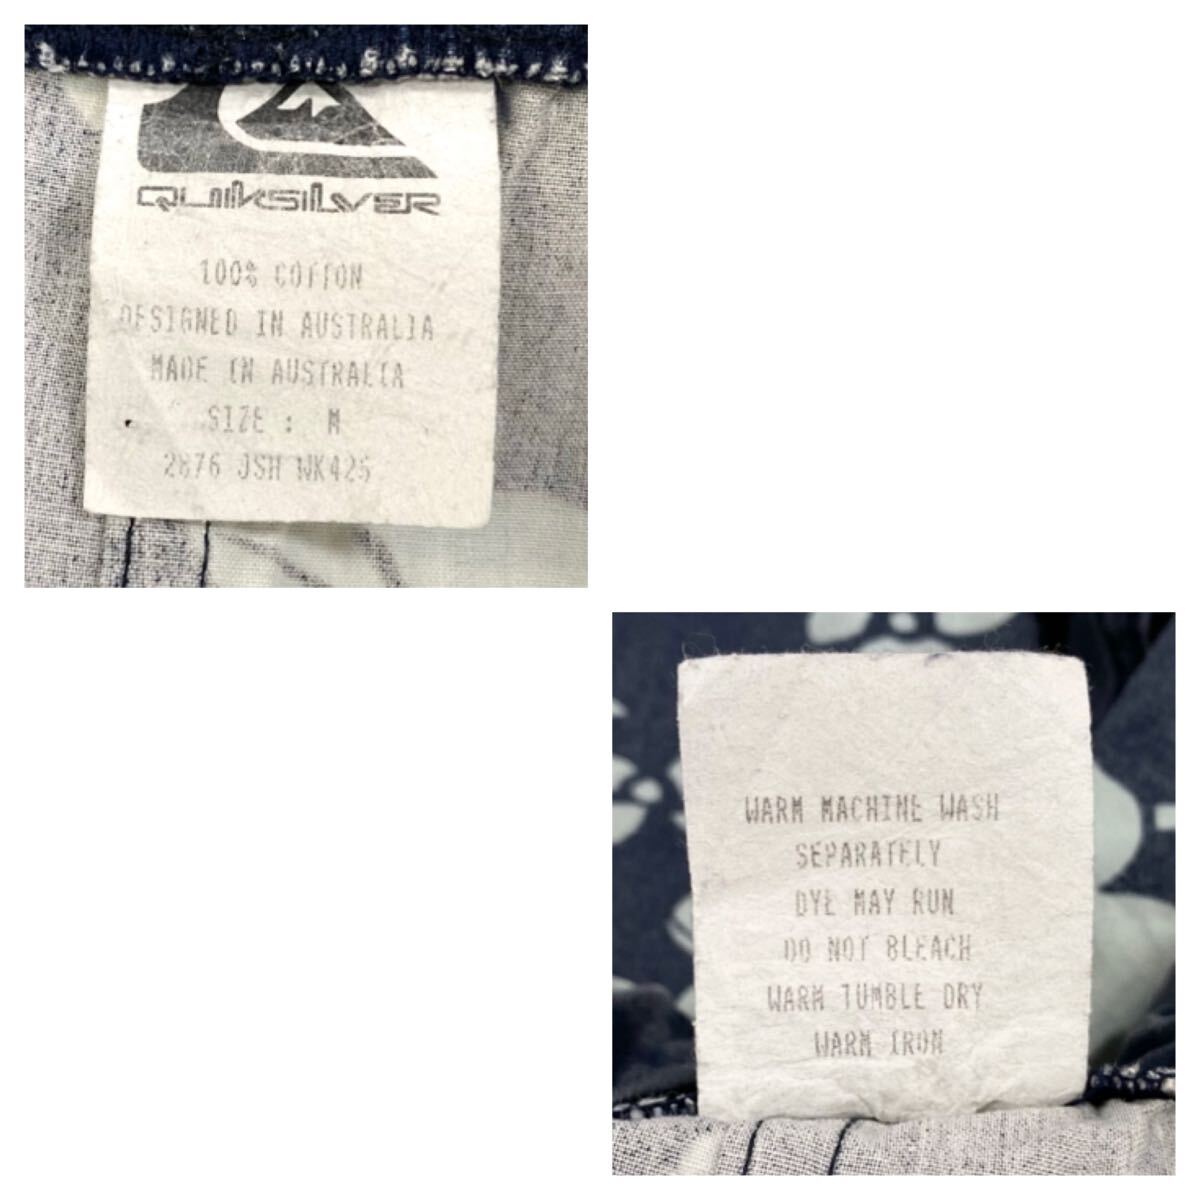 QUIKSILVER
100% COTTON
DESIGNED IN AUSTRALIA
MADE IN AUSTRALIA
SIZE : M
2876 JSH WK425
WARM MACHINE WASH
SEPARATELY
DYE MAY RUN
DO NOT BLEACH
WARM TUMBLE DRY
WARM IRON